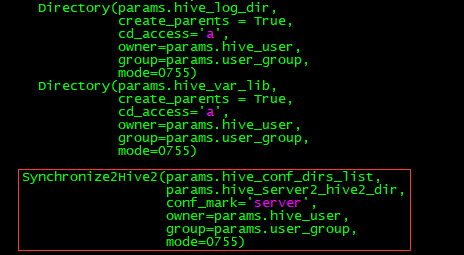 Directory(params.hive_log_dir,
create_parents = True,
cd_access='a',
owner=params.hive_user,
group=params.user_group,
mode=0755)
Directory(params.hive_var_lib,
create_parents = True,
cd_access='a',
owner=params.hive_user,
group=params.user_group,
mode=0755)
Synchronize2Hive2(params.hive_conf_dirs_list,
params.hive_server2_hive2_dir,
conf_mark='server',
owner=params.hive_user,
group=params.user_group,
mode=0755)